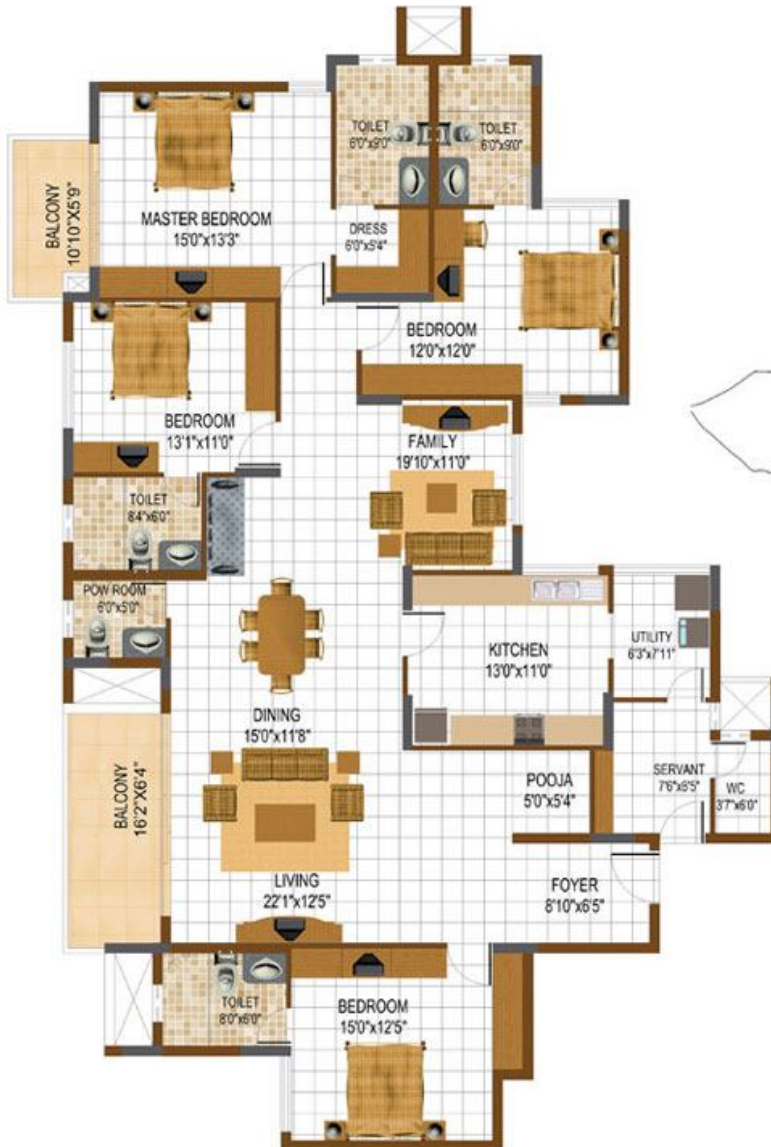 TOILET
6'0"x9'0"
TOILET
6'0"x9'0"
BALCONY
10'10"X5'9"
MASTER BEDROOM
15'0"x13'3"
DRESS
6'0"x5'4"
BEDROOM
12'0"x12'0"
BEDROOM
13'1"x11'0"
FAMILY
19'10"x11'0"
TOILET
8'4"x6'0"
POW ROOM
6'0"x5'0"
KITCHEN
13'0"x11'0"
UTILITY
6'3"x7'11"
DINING
15'0"x11'8"
BALCONY
16'2"X6'4"
POOJA
5'0"x5'4"
SERVANT
7'6"x6'5"
WC
3'7"x6'0"
LIVING
22'1"x12'5"
FOYER
8'10"x6'5"
TOILET
8'0"x6'0"
BEDROOM
15'0"x12'5"